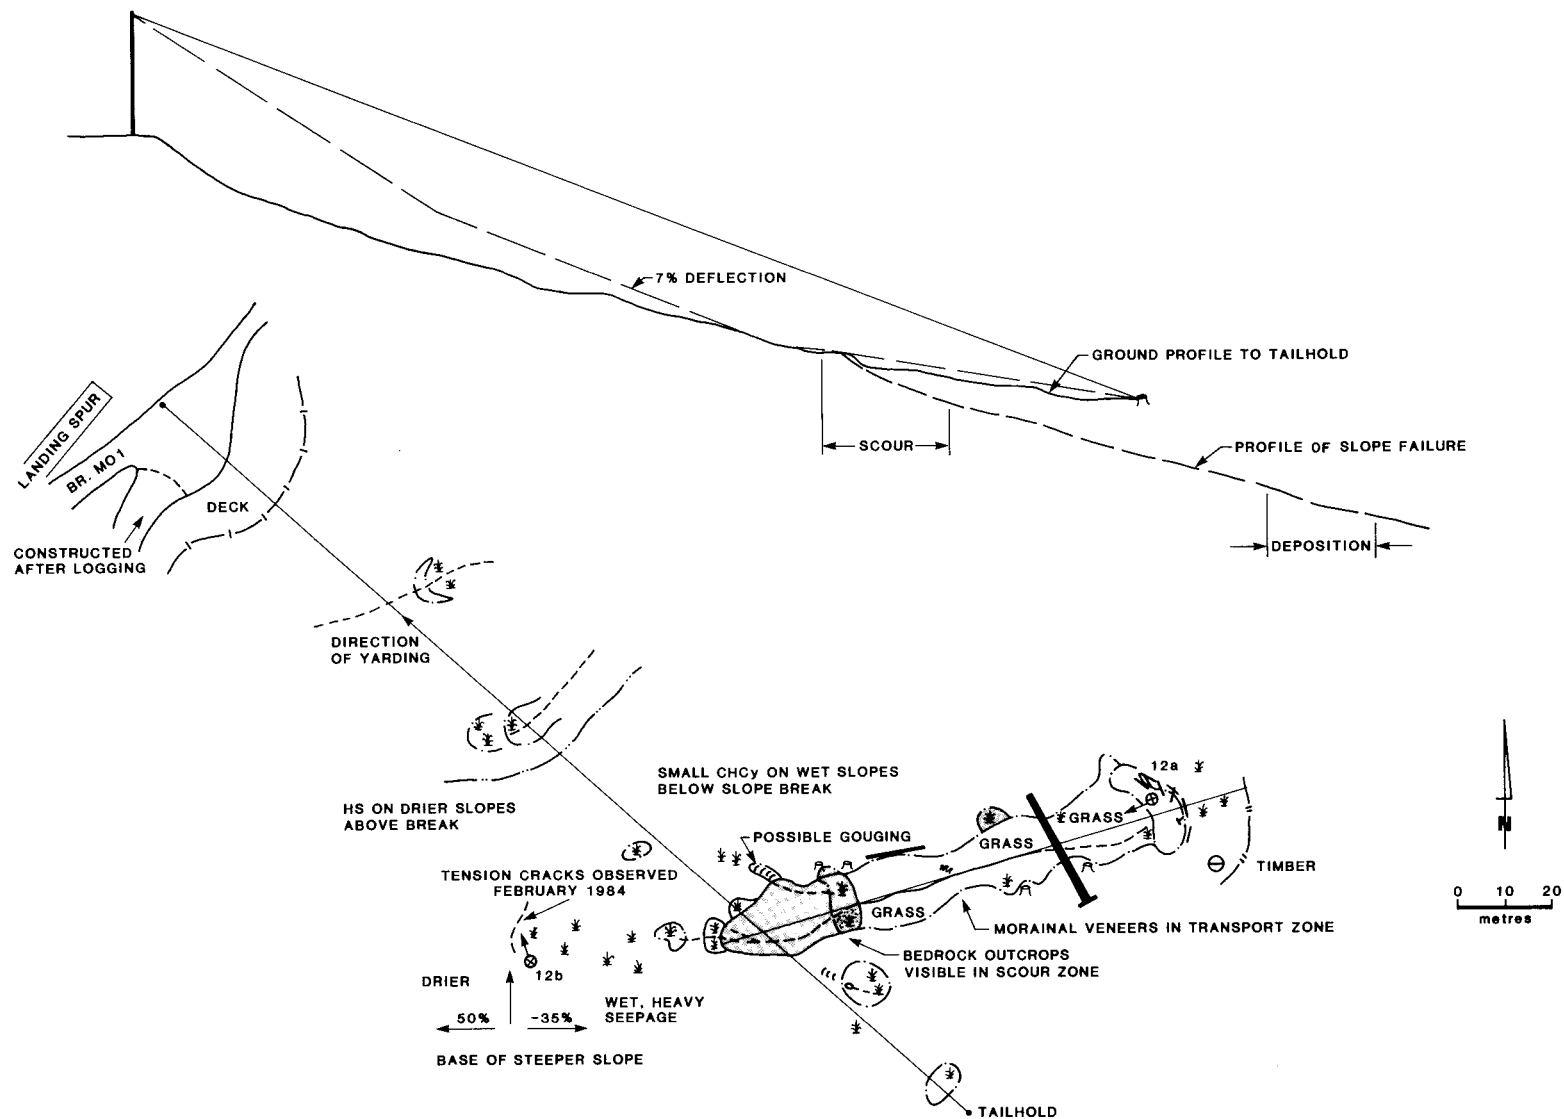 7% DEFLECTION
GROUND PROFILE TO TAILHOLD
SCOUR
PROFILE OF SLOPE FAILURE
DEPOSITION
LANDING SPUR
BR. MO1
DECK
CONSTRUCTED
AFTER LOGGING
DIRECTION
OF YARDING
SMALL CHCy ON WET SLOPES
BELOW SLOPE BREAK
HS ON DRIER SLOPES
ABOVE BREAK
12a
GRASS
GRASS
POSSIBLE GOUGING
TIMBER
TENSION CRACKS OBSERVED
FEBRUARY 1984
GRASS
MORAINAL VENEERS IN TRANSPORT ZONE
BEDROCK OUTCROPS
VISIBLE IN SCOUR ZONE
12b
DRIER
WET, HEAVY
SEEPAGE
50%
-35%
BASE OF STEEPER SLOPE
TAILHOLD
N
0 10 20
metres